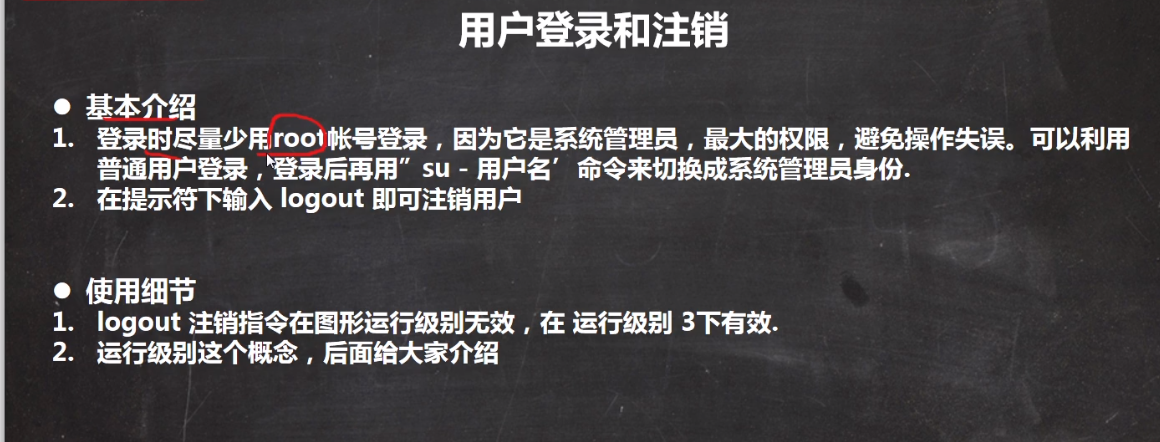 用户登录和注销
● 基本介绍
1. 登录时尽量少用root帐号登录，因为它是系统管理员，最大的权限，避免操作失误。可以利用
普通用户登录，登录后再用”su - 用户名’ 命令来切换成系统管理员身份.
2. 在提示符下输入 logout 即可注销用户
● 使用细节
1. logout 注销指令在图形运行级别无效，在 运行级别 3下有效.
2. 运行级别这个概念，后面给大家介绍